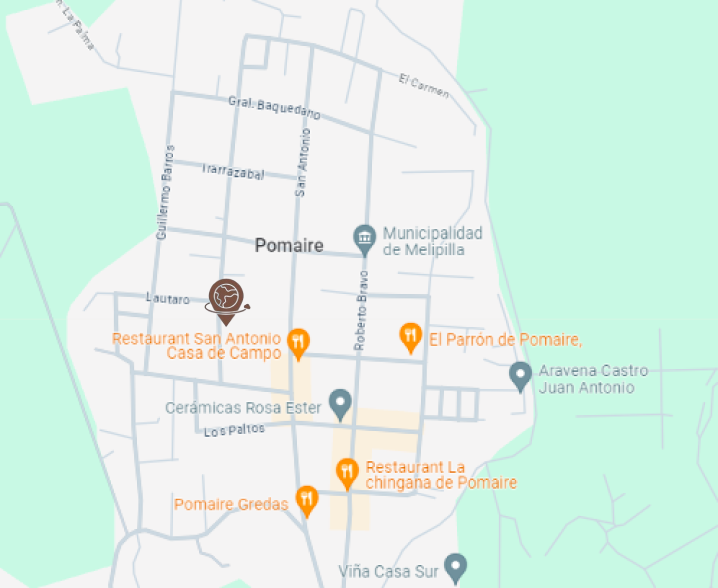 n. La Palma
El Carmen
Gral. Baquedano
San Antonio
Irarrazabal
Guillermo Barros
Pomaire
Municipalidad
de Melipilla
Lautaro
Roberto Bravo
Restaurant San Antonio
Casa de Campo
El Parrón de Pomaire,
Aravena Castro
Juan Antonio
Cerámicas Rosa Ester
Los Paltos
Restaurant La
chingana de Pomaire
Pomaire Gredas
Viña Casa Sur